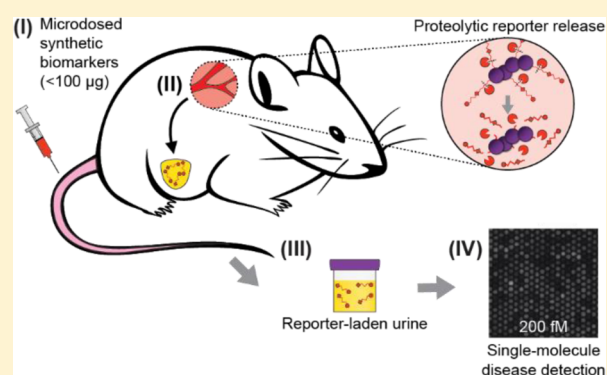 (I) Microdosed
synthetic
biomarkers
(<100 µg)
Proteolytic reporter release
(II)
(III)
Reporter-laden urine
(IV)
200 fM
Single-molecule
disease detection